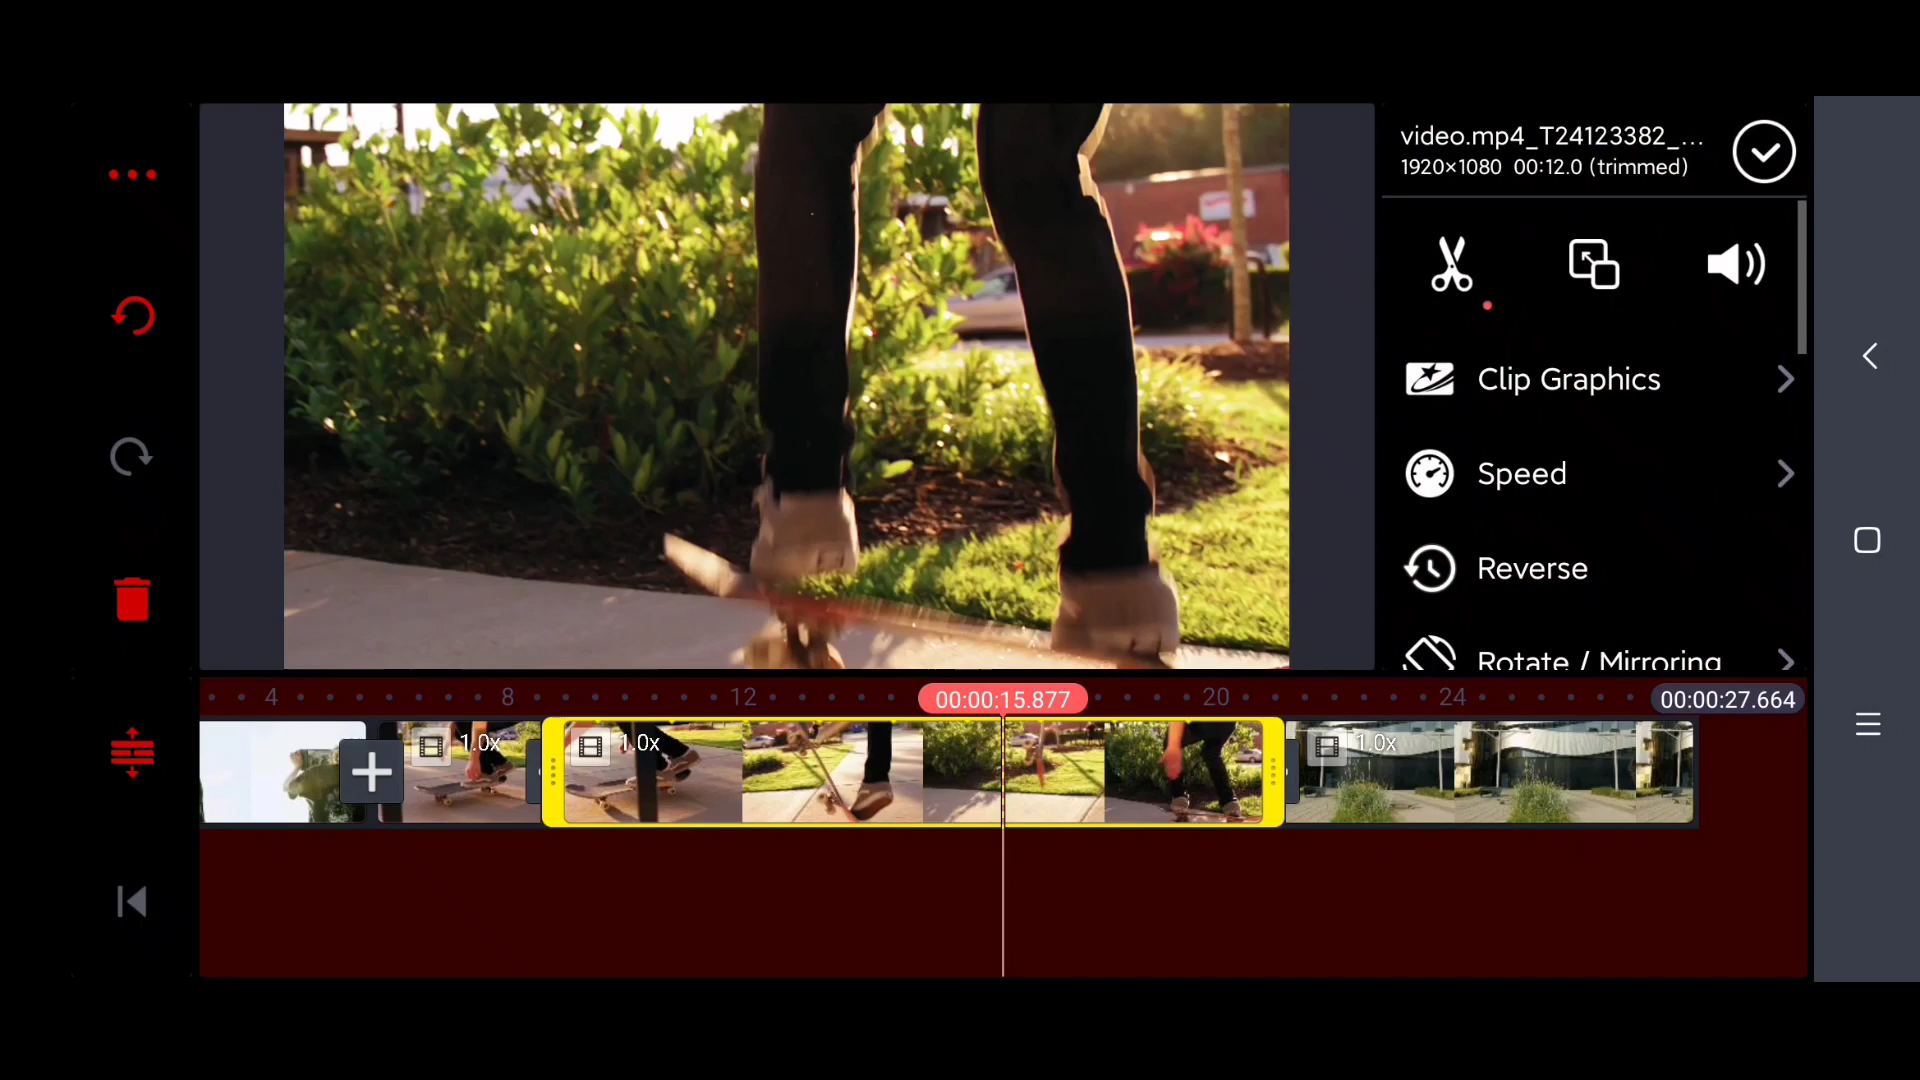 video.mp4_T24123382_...
1920×1080 00:12.0 (trimmed)
Clip Graphics
Speed
Reverse
Rotate / Mirroring
4 8 12 00:00:15.877 20 24 00:00:27.664
1.0x 1.0x 1.0x